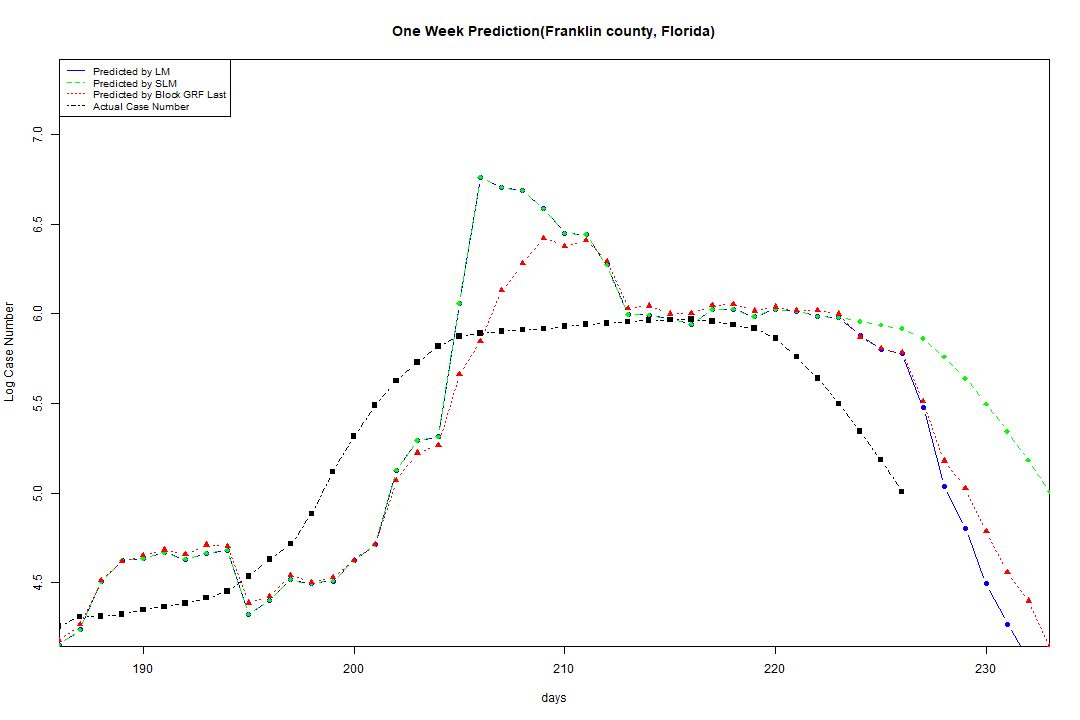 One Week Prediction(Franklin county, Florida)
Predicted by LM
Predicted by SLM
Predicted by Block GRF Last
Actual Case Number
7.0
6.5
6.0
5.5
5.0
4.5
Log Case Number
190 200 210 220 230
days